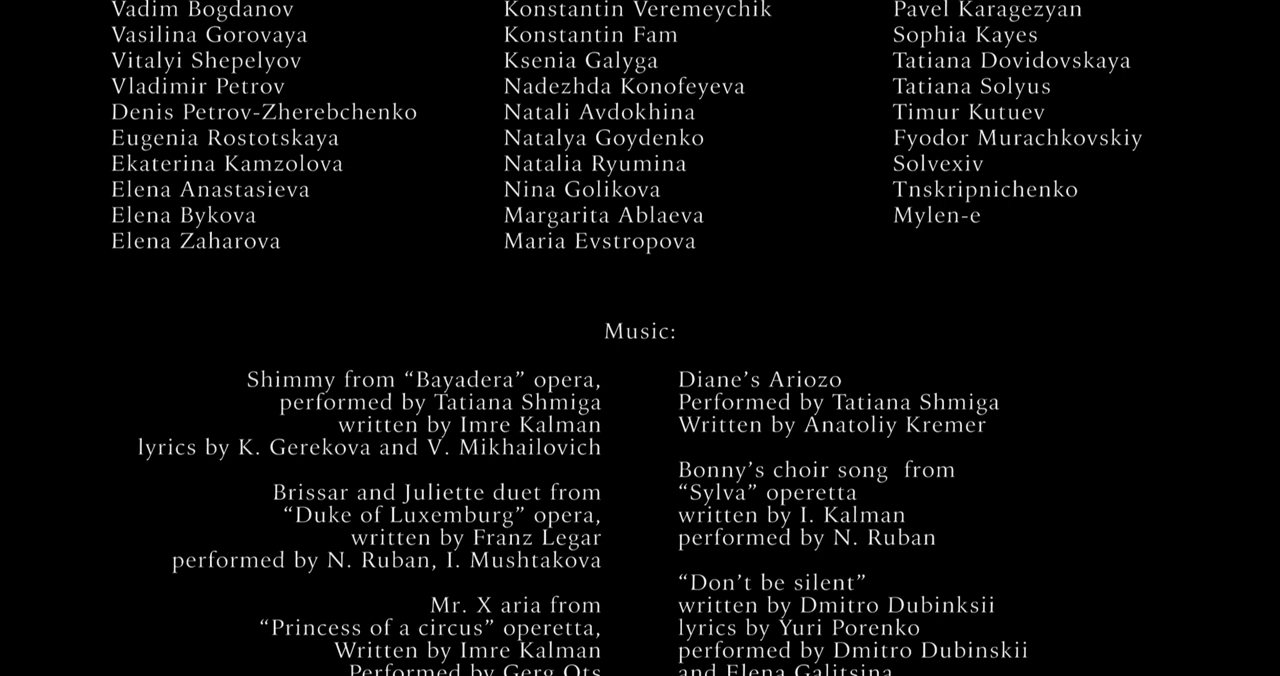 Vadim Bogdanov
Vasilina Gorovaya
Vitalyi Shepelyov
Vladimir Petrov
Denis Petrov-Zherebchenko
Eugenia Rostotskaya
Ekaterina Kamzolova
Elena Anastasieva
Elena Bykova
Elena Zaharova
Konstantin Veremeychik
Konstantin Fam
Ksenia Galyga
Nadezhda Konofeyeva
Natali Avdokhina
Natalya Goydenko
Natalia Ryumina
Nina Golikova
Margarita Ablaeva
Maria Evstropova
Pavel Karagezyan
Sophia Kayes
Tatiana Dovidovskaya
Tatiana Solyus
Timur Kutuev
Fyodor Murachkovskiy
Solvexiv
Tnskripnichenko
Mylen-e
Music:
Shimmy from “Bayadera” opera,
performed by Tatiana Shmiga
written by Imre Kalman
lyrics by K. Gerekova and V. Mikhailovich
Brissar and Juliette duet from
“Duke of Luxemburg” opera,
written by Franz Legar
performed by N. Ruban, I. Mushtakova
Mr. X aria from
“Princess of a circus” operetta,
Written by Imre Kalman
Performed by Gerg Ots
Diane’s Ariozo
Performed by Tatiana Shmiga
Written by Anatoliy Kremer
Bonny’s choir song from
“Sylva” operetta
written by I. Kalman
performed by N. Ruban
“Don’t be silent”
written by Dmitro Dubinksii
lyrics by Yuri Porenko
performed by Dmitro Dubinskii
and Elena Galitsina